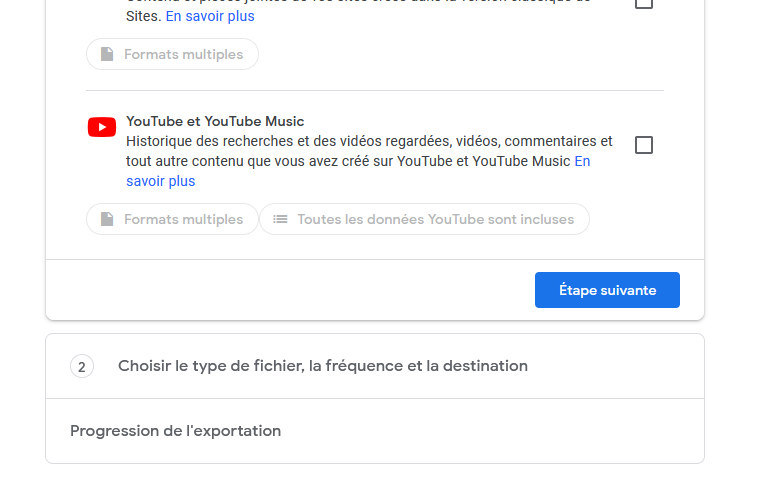 Sites. En savoir plus
Formats multiples
YouTube et YouTube Music
Historique des recherches et des vidéos regardées, vidéos, commentaires et
tout autre contenu que vous avez créé sur YouTube et YouTube Music En
savoir plus
Formats multiples
Toutes les données YouTube sont incluses
Étape suivante
2
Choisir le type de fichier, la fréquence et la destination
Progression de l'exportation